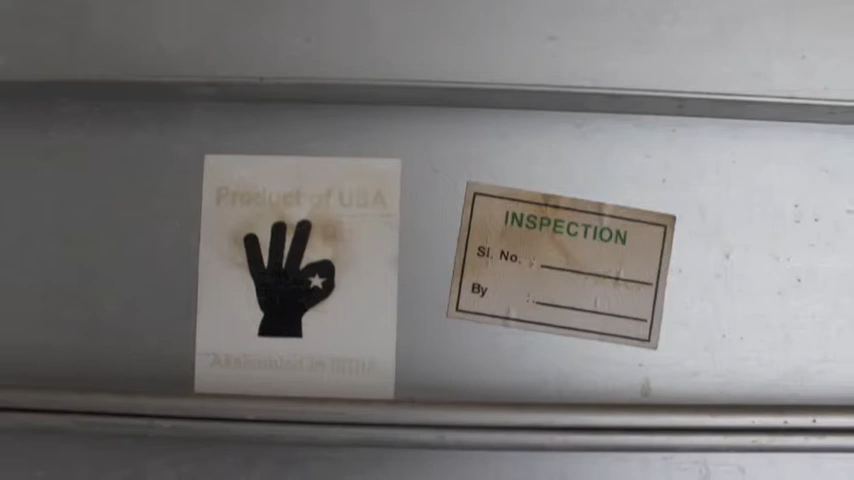 Product of USA
Assembled in INDIA
INSPECTION
Sl. No. :
By :